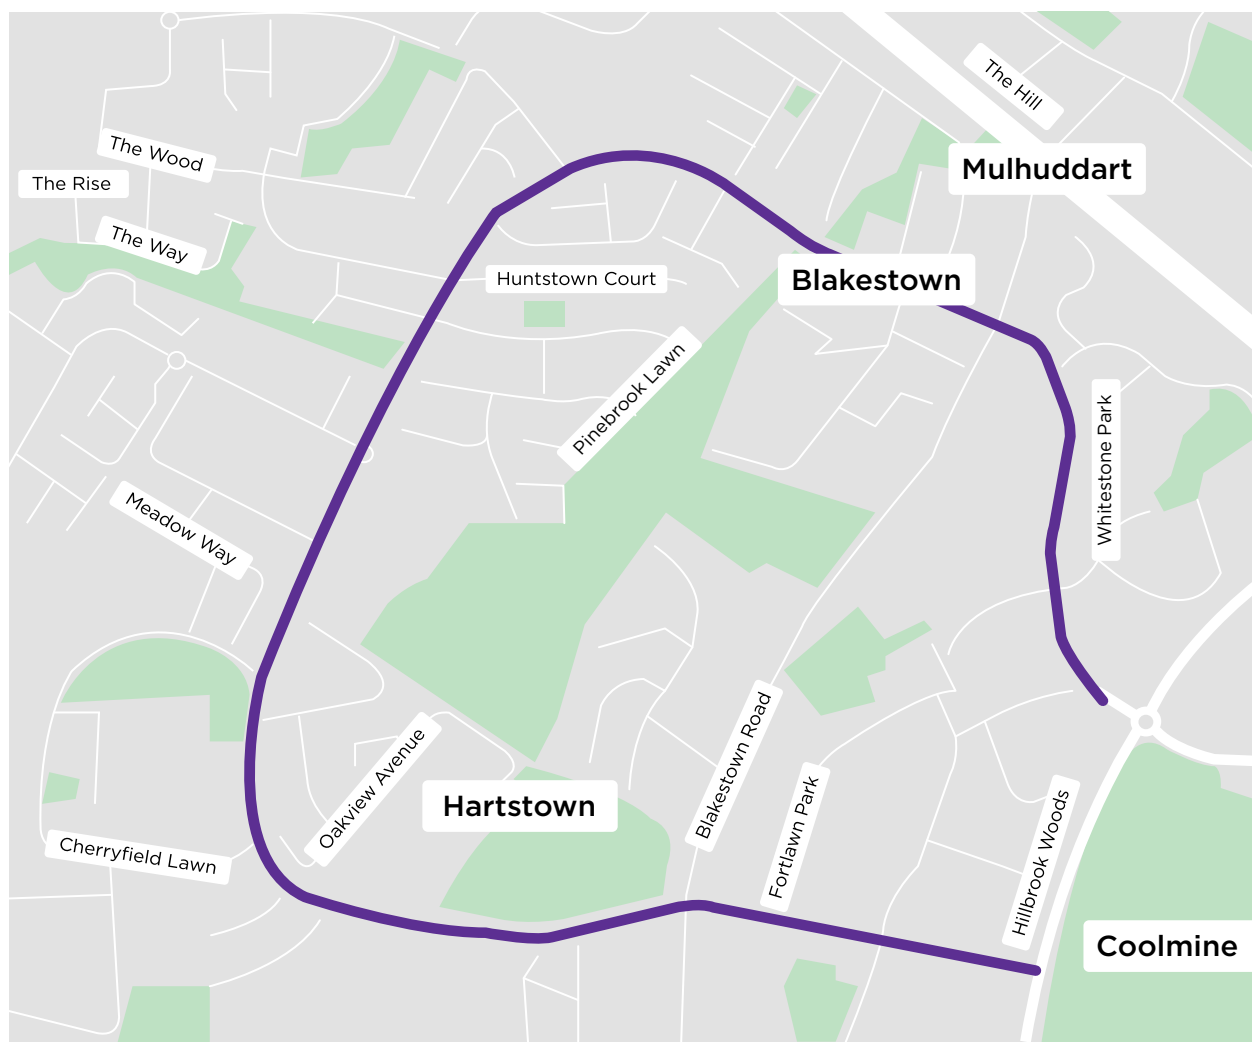 The Hill
The Wood
Mulhuddart
The Rise
The Way
Huntstown Court
Blakestown
Pinebrook Lawn
Whitestone Park
Meadow Way
Blakestown Road
Oakview Avenue
Hartstown
Fortlawn Park
Hillbrook Woods
Cherryfield Lawn
Coolmine